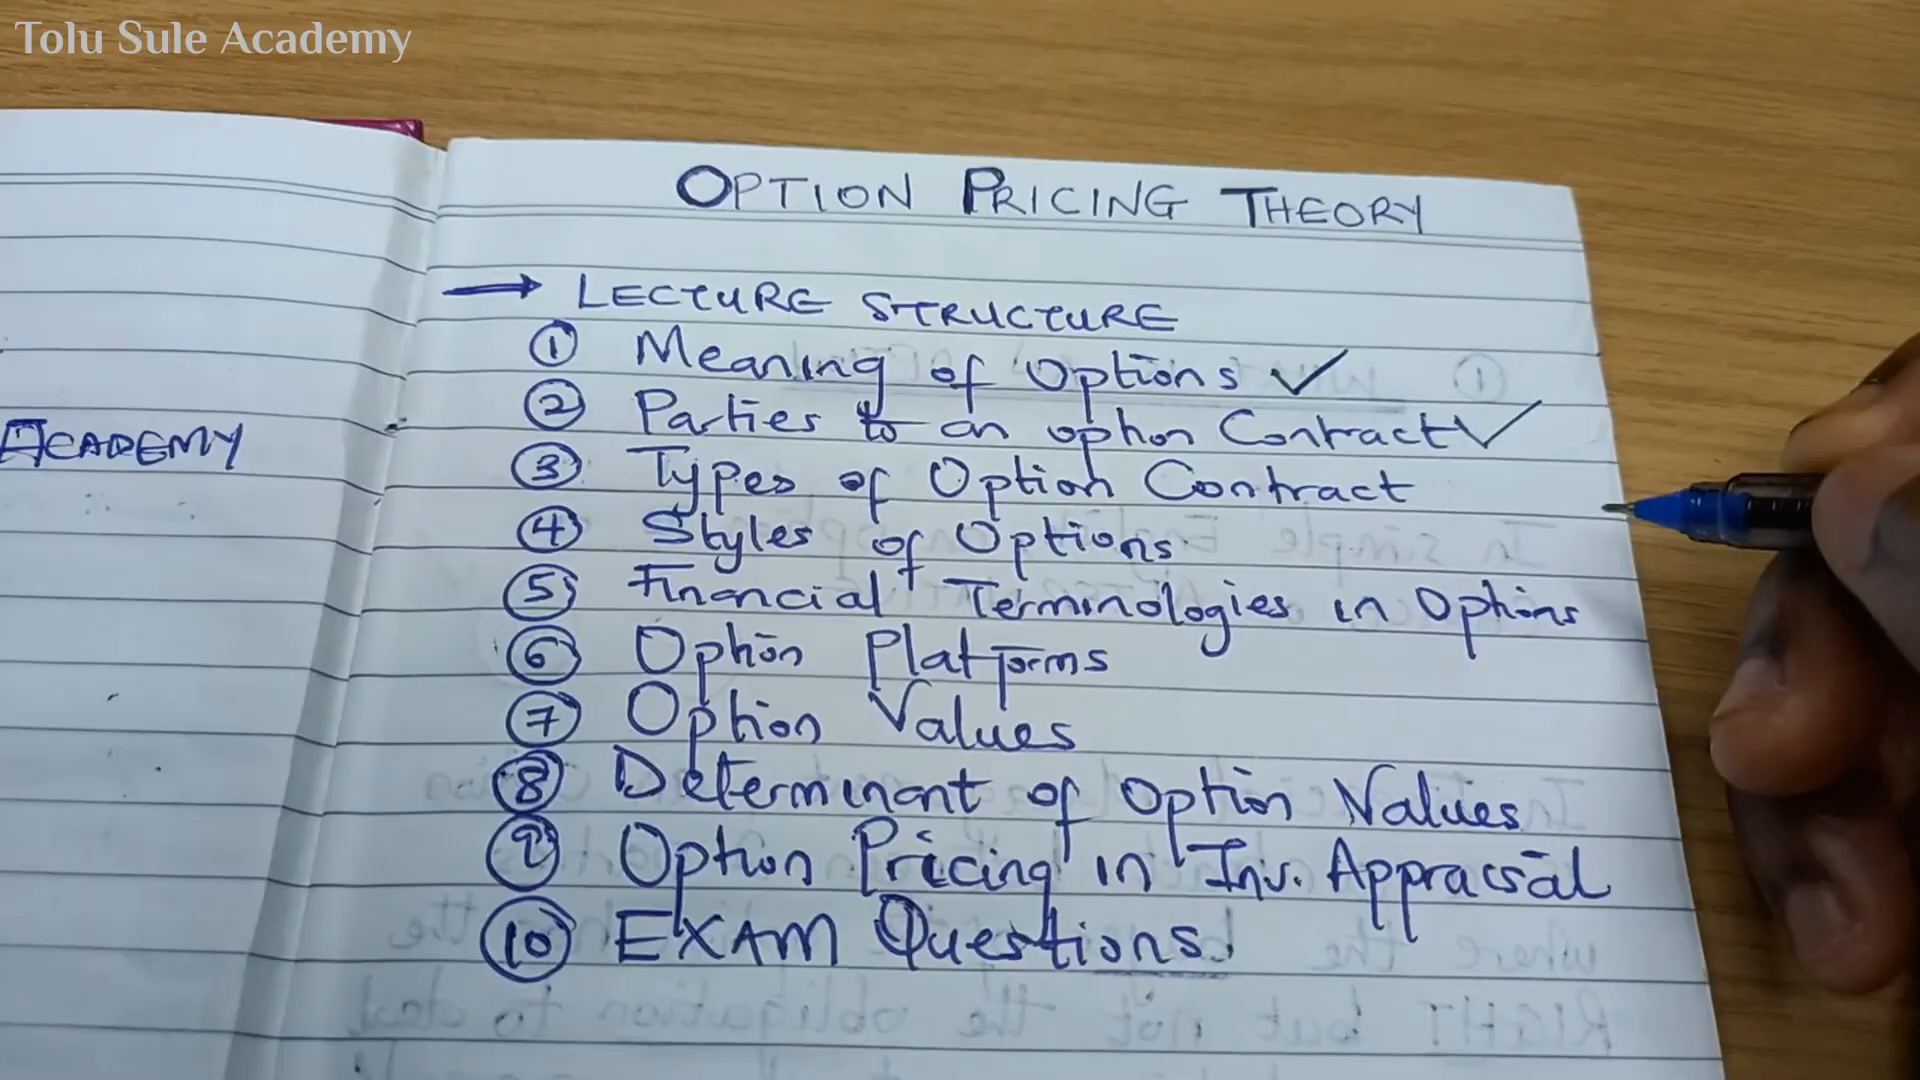 Tolu Sule Academy
OPTION PRICING THEORY
→ LECTURE STRUCTURE
① Meaning of Options ✓
② Parties to an option Contract ✓
③ Types of Option Contract
④ Styles of Options
⑤ Financial Terminologies in Options
⑥ Option Platforms
⑦ Option Values
⑧ Determinant of Option Values
⑨ Option Pricing in Inv. Appraisal
⑩ EXAM Questions
ACADEMY